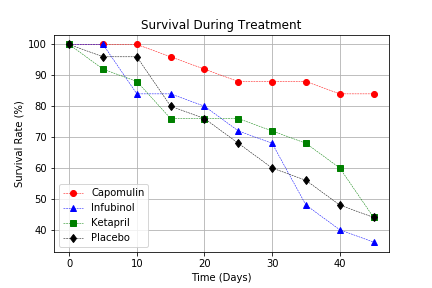 Survival During Treatment
100
90
80
70
60
50
40
Survival Rate (%)
Capomulin
Infubinol
Ketapril
Placebo
0
10
20
30
40
Time (Days)